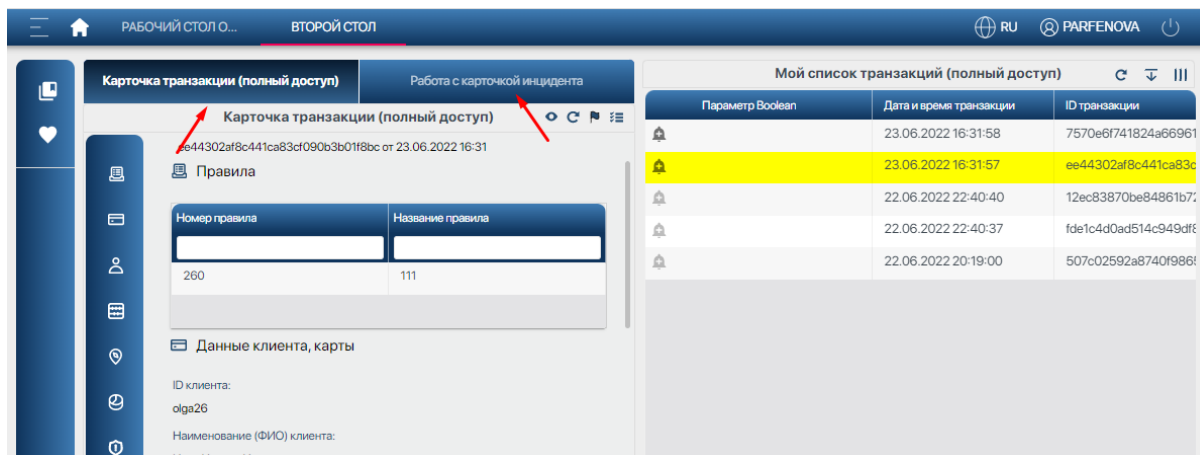 РАБОЧИЙ СТОЛ О... ВТОРОЙ СТОЛ RU PARFENOVA
Карточка транзакции (полный доступ) Работа с карточкой инцидента
Карточка транзакции (полный доступ)
ee44302af8c441ca83cf090b3b01f8bc от 23.06.2022 16:31
Правила
Номер правила Название правила
260 111
Данные клиента, карты
ID клиента:
olga26
Наименование (ФИО) клиента:
Мой список транзакций (полный доступ)
Параметр Boolean Дата и время транзакции ID транзакции
23.06.2022 16:31:58 7570e6f741824a66961
23.06.2022 16:31:57 ee44302af8c441ca83c
22.06.2022 22:40:40 12ec83870be84861b72
22.06.2022 22:40:37 fde1c4d0ad514c949df8
22.06.2022 20:19:00 507c02592a8740f9865